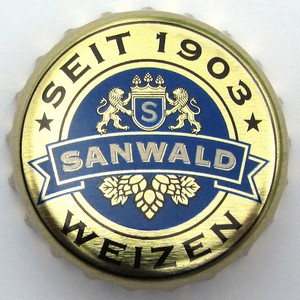 SEIT 1903
S
SANWALD
WEIZEN